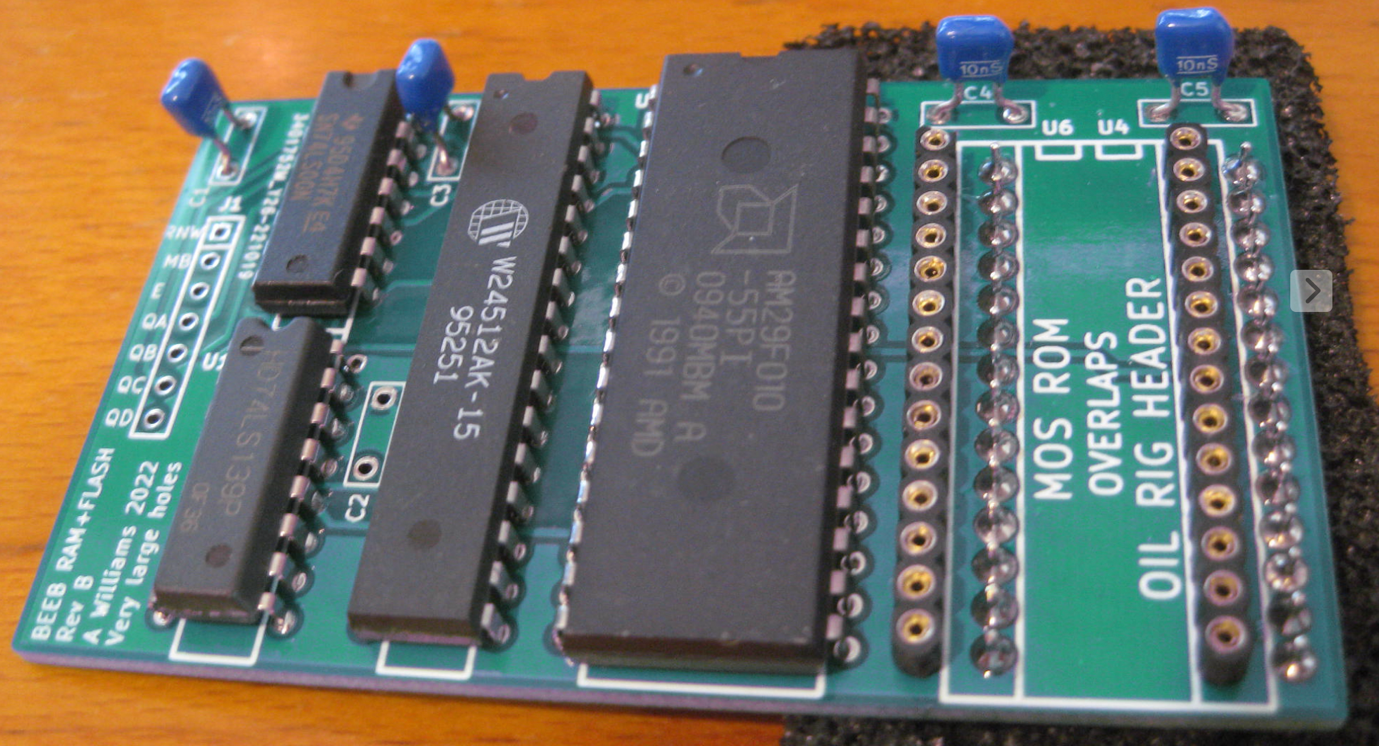 10nS
10nS
C4
C5
U6
U4
C1
C3
RNW
MB
E
QA
QB
QC
QD
SN74LS00N
HD74LS139P
C2
W24512AK-15
95251
AM29F010
-55PI
0940MBM A
© 1991 AMD
MOS ROM
OVERLAPS
OIL RIG HEADER
BEEB RAM+FLASH
Rev B
A Williams 2022
Very large holes